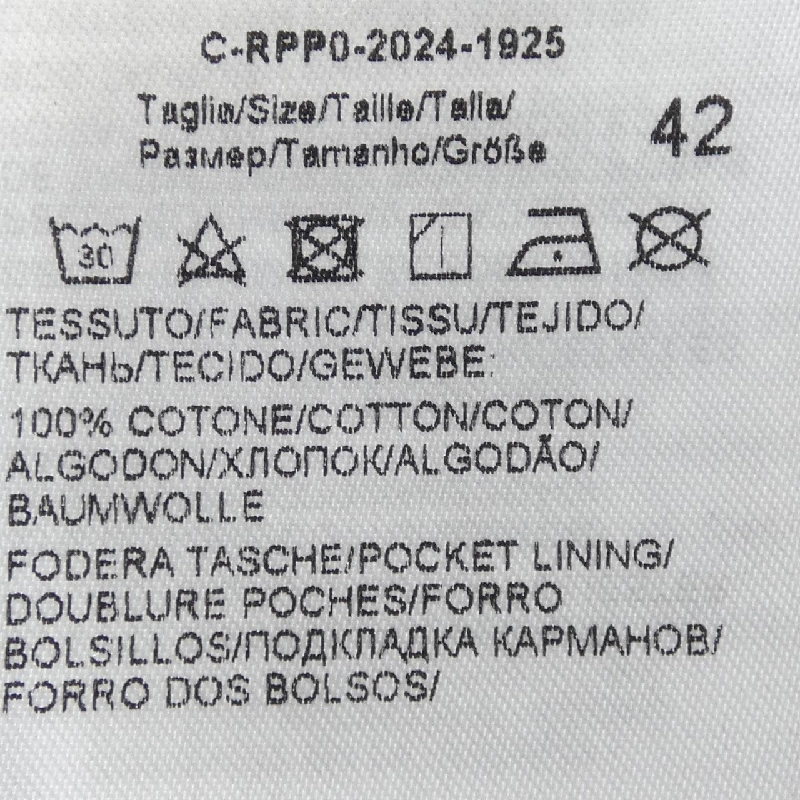 C-RPP0-2024-1925
Taglia/Size/Taille/Talla/
Размер/Tamanho/Größe
42
30
TESSUTO/FABRIC/TISSU/TEJIDO/
ТКАНЬ/TECIDO/GEWEBE:
100% COTONE/COTTON/COTON/
ALGODON/ХЛОПОК/ALGODÃO/
BAUMWOLLE
FODERA TASCHE/POCKET LINING/
DOUBLURE POCHES/FORRO
BOLSILLOS/ПОДКЛАДКА КАРМАНОВ/
FORRO DOS BOLSOS/